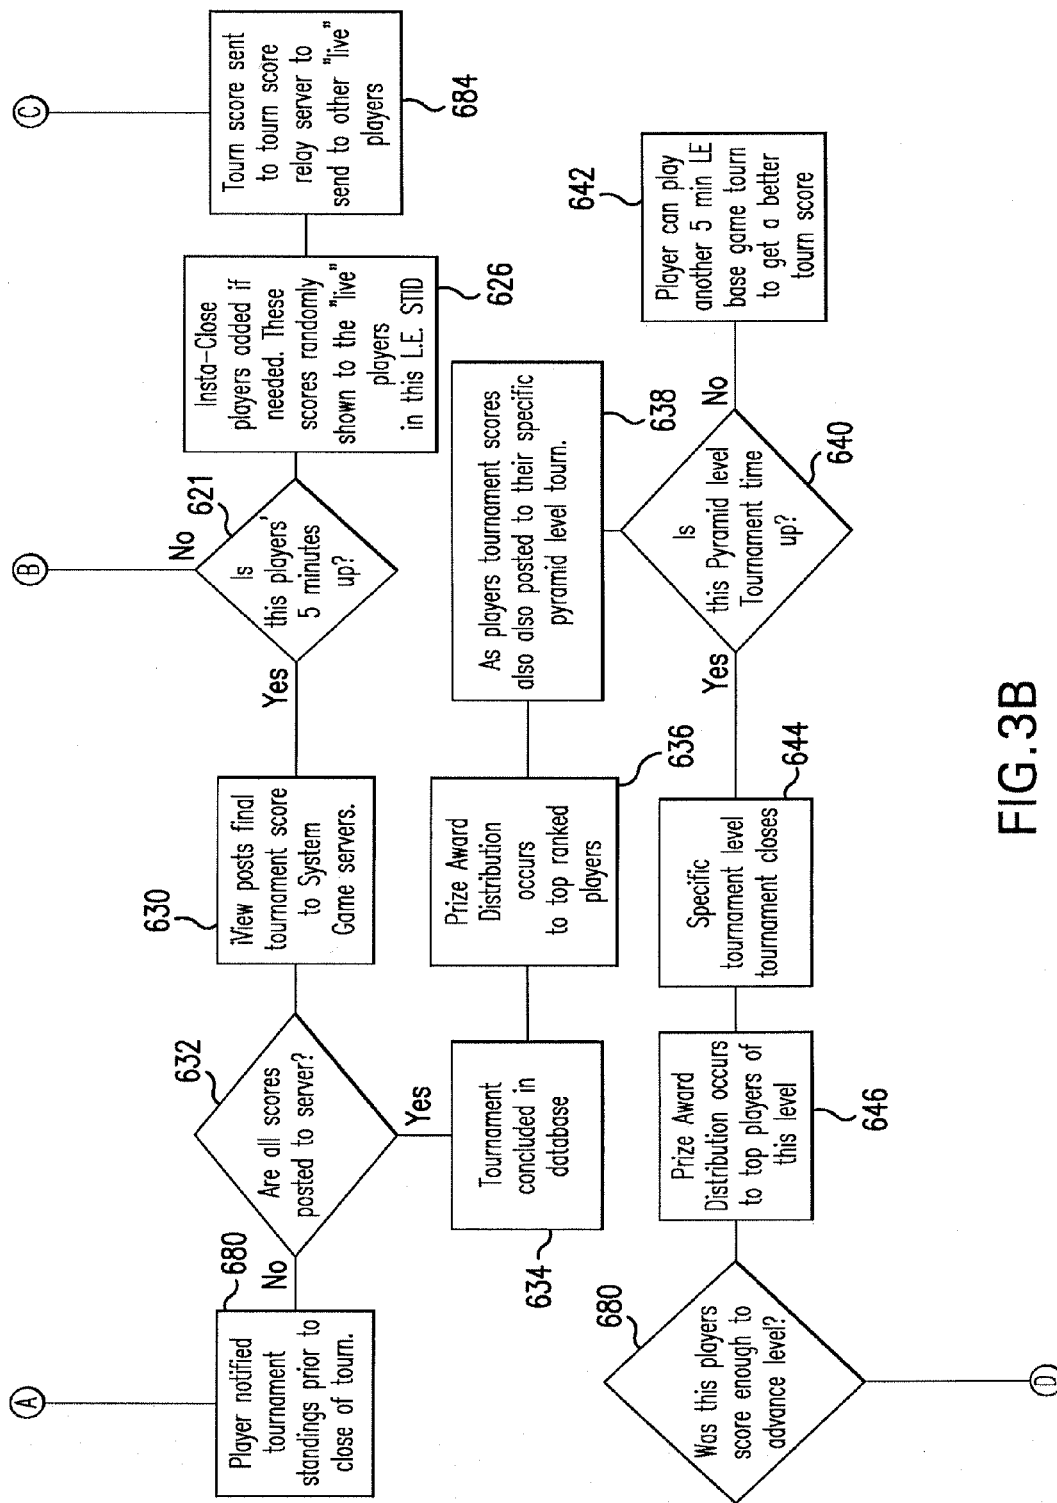 A
B
C
Player notified
tournament
standings prior to
close of tourn.
680
No
Are all scores
posted to server?
632
Yes
iView posts final
tournament score
to System
Game servers.
630
Yes
Is
this players'
5 minutes
up?
621
No
Insta-Close
players added if
needed. These
scores randomly
shown to the "live"
players
in this L.E. STID
626
Tourn score sent
to tourn score
relay server to
send to other "live"
players
684
Tournament
concluded in
database
634
Prize Award
Distribution
occurs
to top ranked
players
636
As players tournament scores
also also posted to their specific
pyramid level tourn.
638
Was this players
score enough to
advance level?
680
Prize Award
Distribution occurs
to top players of
this level
646
Specific
tournament level
tournament closes
644
Yes
Is
this Pyramid level
Tournament time
up?
640
No
Player can play
another 5 min LE
base game tourn
to get a better
tourn score
642
D
FIG.3B